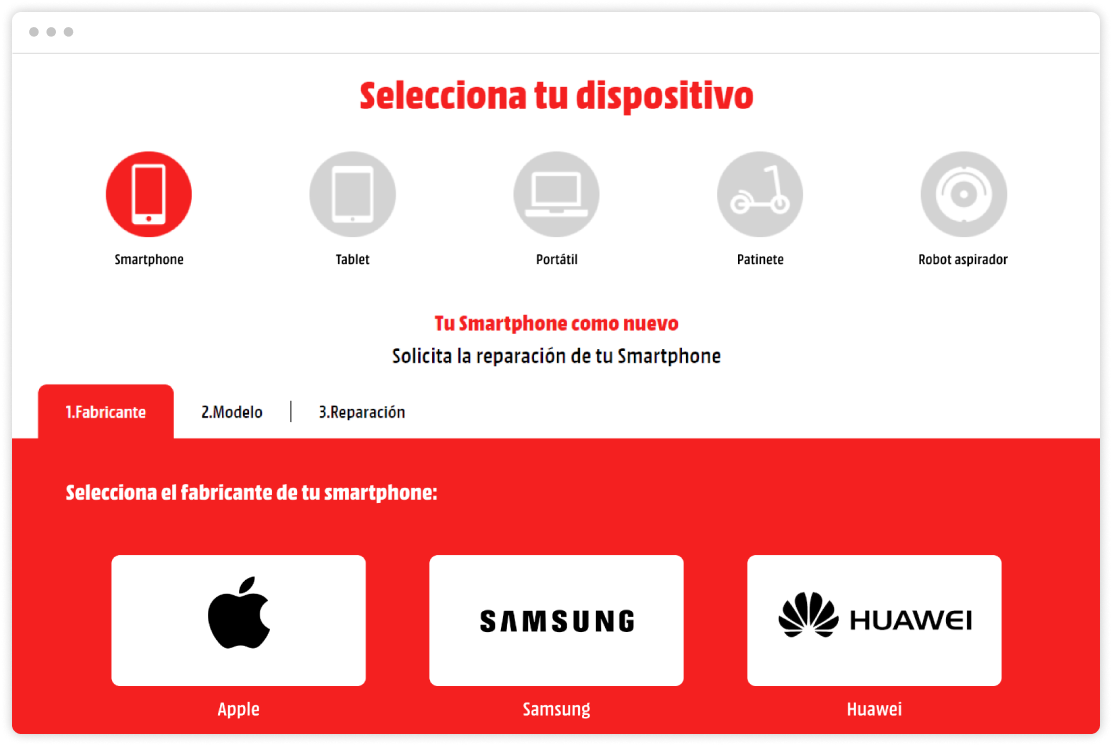 Selecciona tu dispositivo
Smartphone
Tablet
Portátil
Patinete
Robot aspirador
Tu Smartphone como nuevo
Solicita la reparación de tu Smartphone
1.Fabricante
2.Modelo
3.Reparación
Selecciona el fabricante de tu smartphone:
SAMSUNG
HUAWEI
Apple
Samsung
Huawei